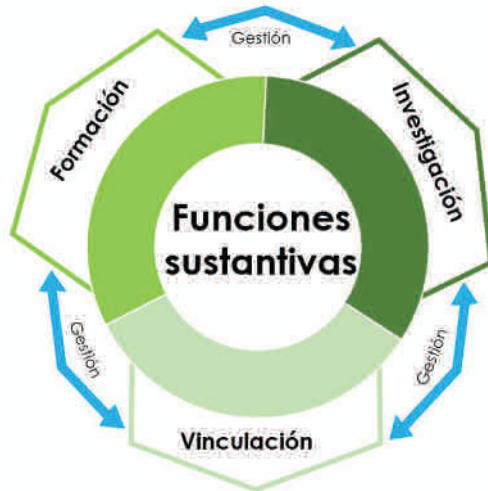 Gestión
Formación
Investigación
Funciones
sustantivas
Gestión
Gestión
Vinculación